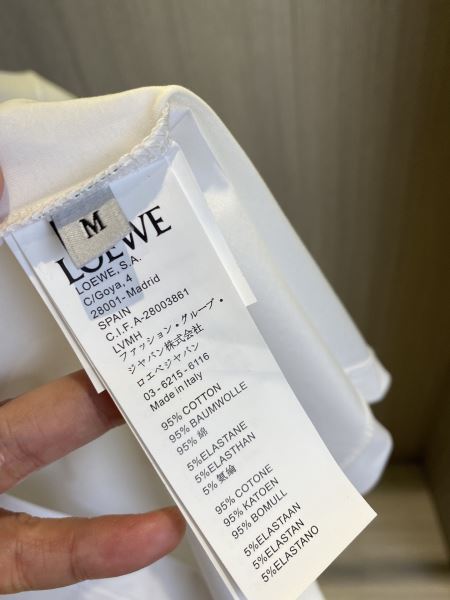 M
LOEWE
LOEWE, S.A.
C/Goya, 4
28001- Madrid
SPAIN
C.I.F. A-28003861
LVMH
ファッション・グループ・
ジャパン株式会社
ロエベジャパン
03 - 6215 - 6116
Made in Italy
95% COTTON
95% BAUMWOLLE
95% 綿
5%ELASTANE
5%ELASTHAN
5% 氨綸
95% COTONE
95% KATOEN
95% BOMULL
5%ELASTAAN
5%ELASTAN
5%ELASTANO